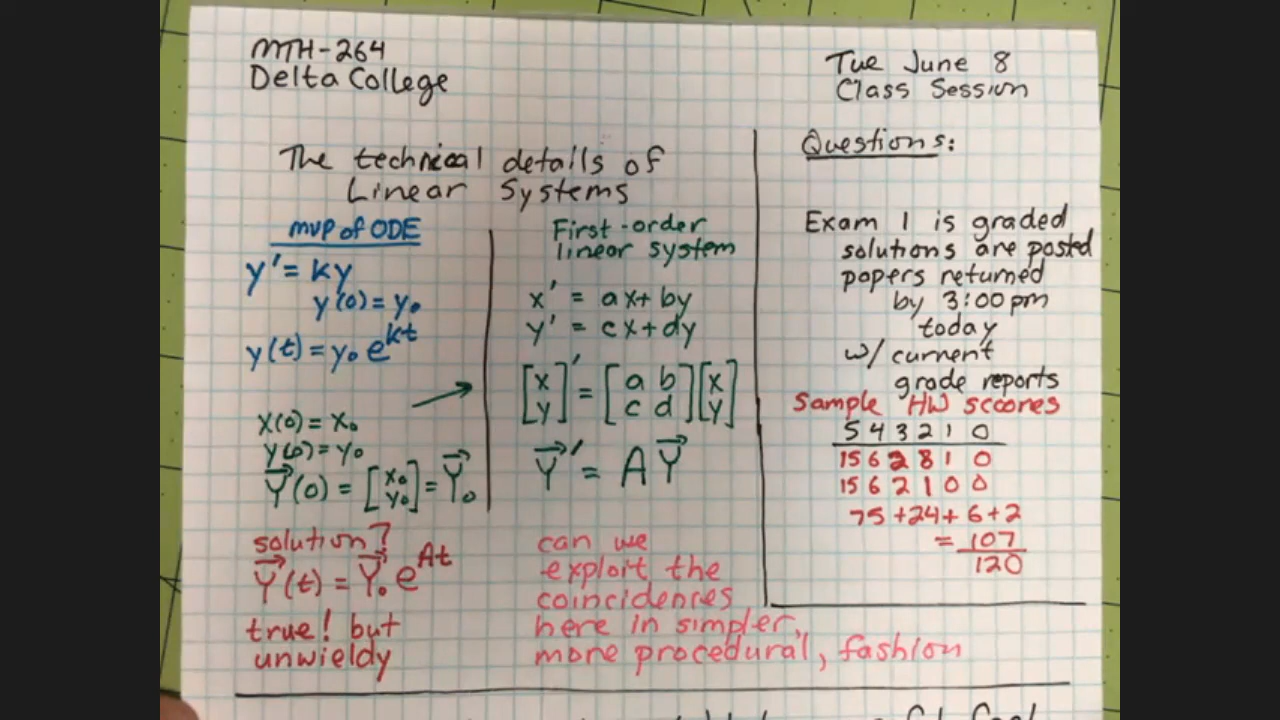 MTH-264
Delta College
Tue June 8
Class Session
The technical details of
Linear Systems
mvp of ODE
y' = ky
y(0) = y₀
y(t) = y₀ e^{kt}
x(0) = x₀
y(0) = y₀
Y⃗(0) = [x₀ y₀] = Y⃗₀
First-order
linear system
x' = ax + by
y' = cx + dy
[x y]' = [a b c d][x y]
Y⃗' = A Y⃗
solution?
Y⃗(t) = Y⃗₀ e^{At}
true! but
unwieldy
can we
exploit the
coincidences
here in simpler,
more procedural, fashion
Questions:
Exam 1 is graded
solutions are posted
papers returned
by 3:00pm
today
w/ current
grade reports
Sample HW scores
5 4 3 2 1 0
15 6 2 8 1 0
15 6 2 1 0 0
75 + 24 + 6 + 2
= 107
120